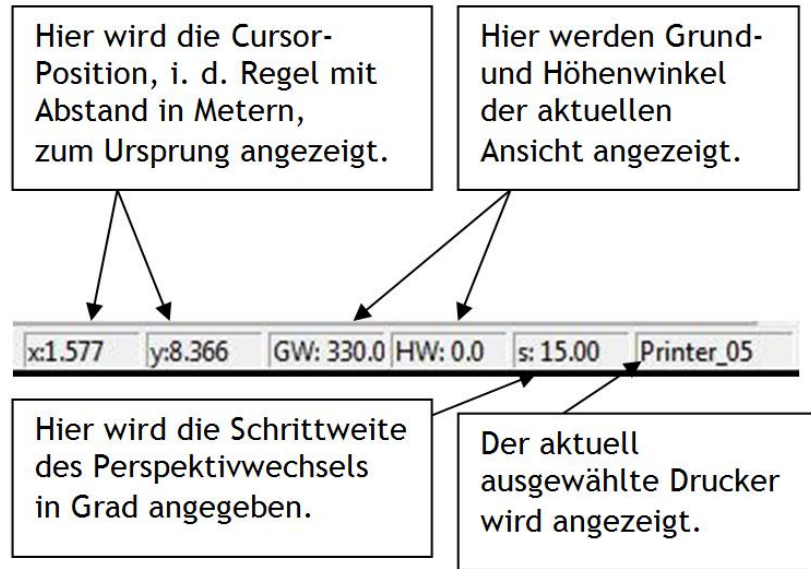 Hier wird die Cursor-
Position, i. d. Regel mit
Abstand in Metern,
zum Ursprung angezeigt.
Hier werden Grund-
und Höhenwinkel
der aktuellen
Ansicht angezeigt.
x:1.577 y:8.366 GW: 330.0 HW: 0.0 s: 15.00 Printer_05
Hier wird die Schrittweite
des Perspektivwechsels
in Grad angegeben.
Der aktuell
ausgewählte Drucker
wird angezeigt.